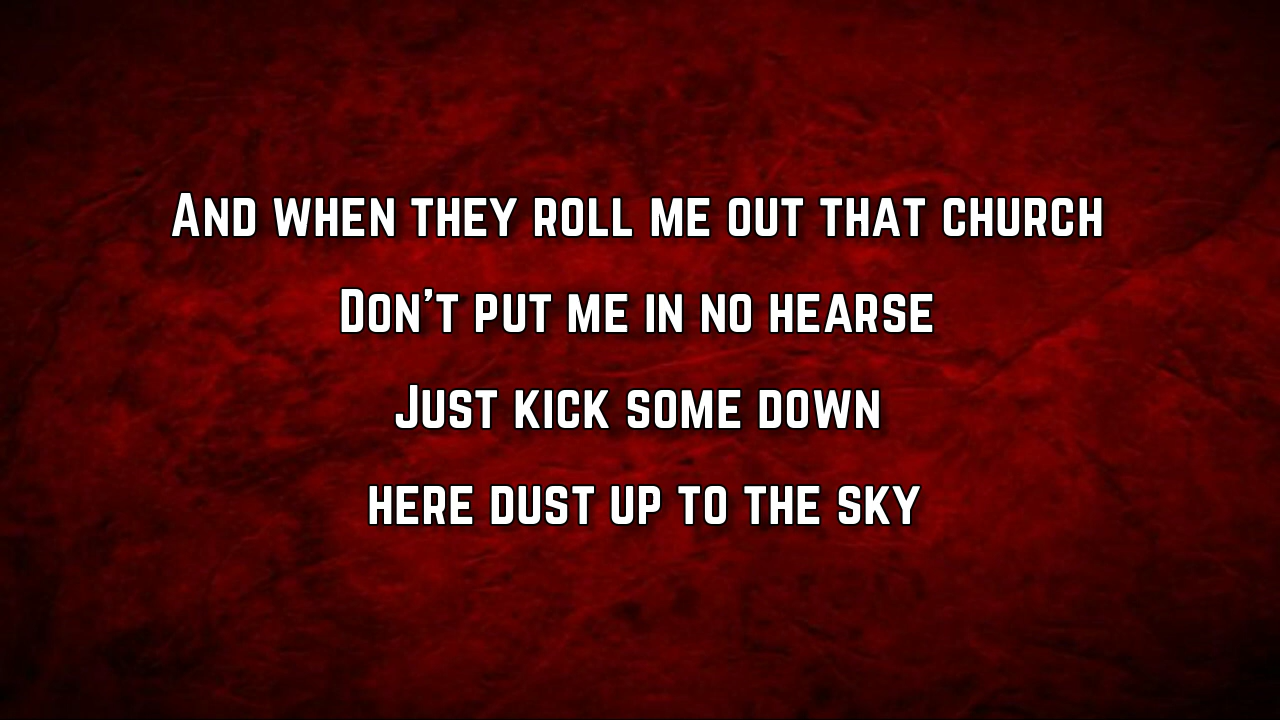 And when they roll me out that church
Don't put me in no hearse
Just kick some down
here dust up to the sky